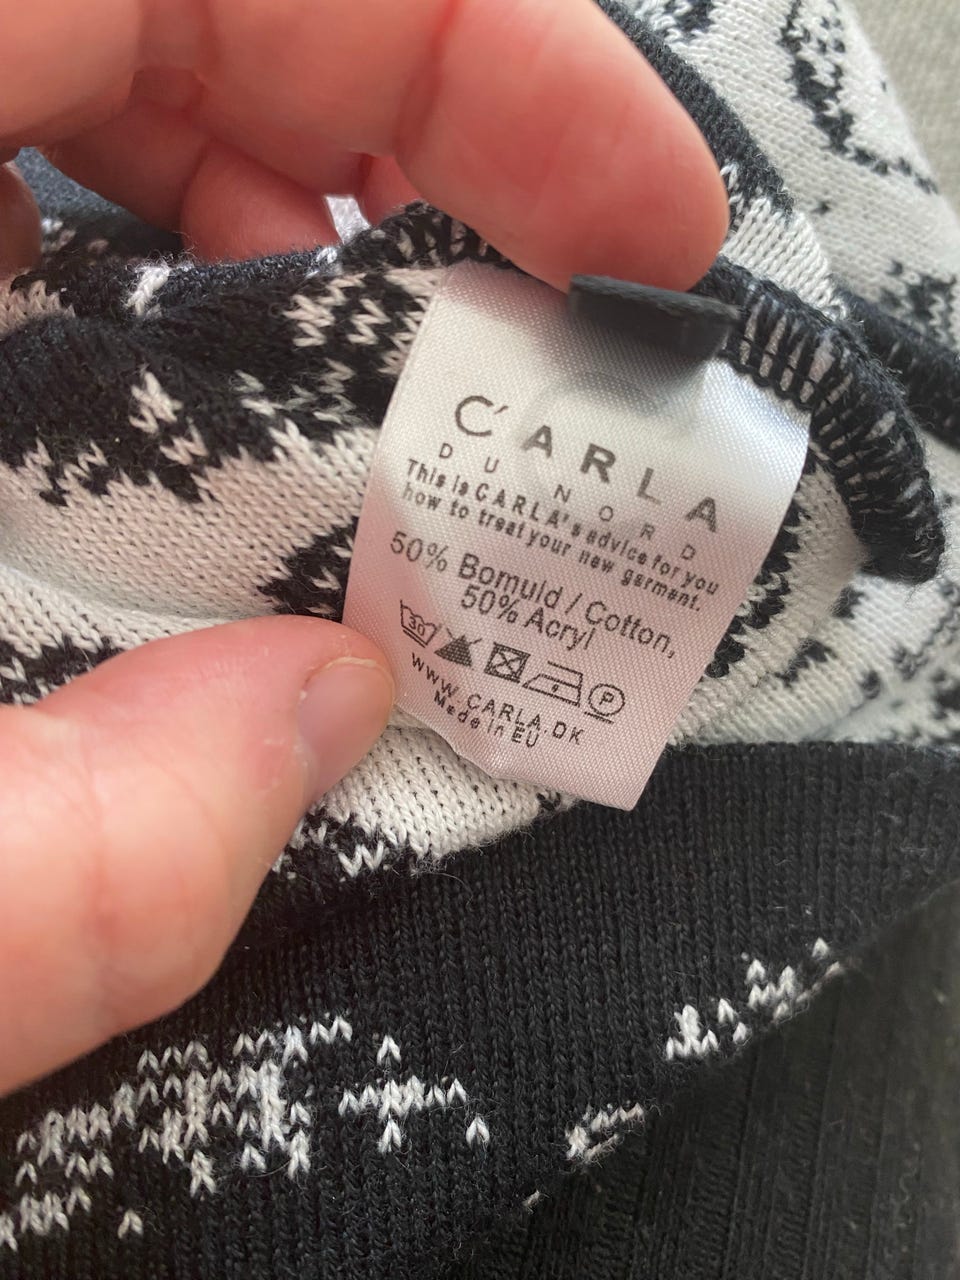 C'ARLA
DU NORD
This is CARLA's advice for you
how to treat your new garment.
50% Bomuld / Cotton,
50% Acryl
30 P
www.CARLA.DK
Made in EU